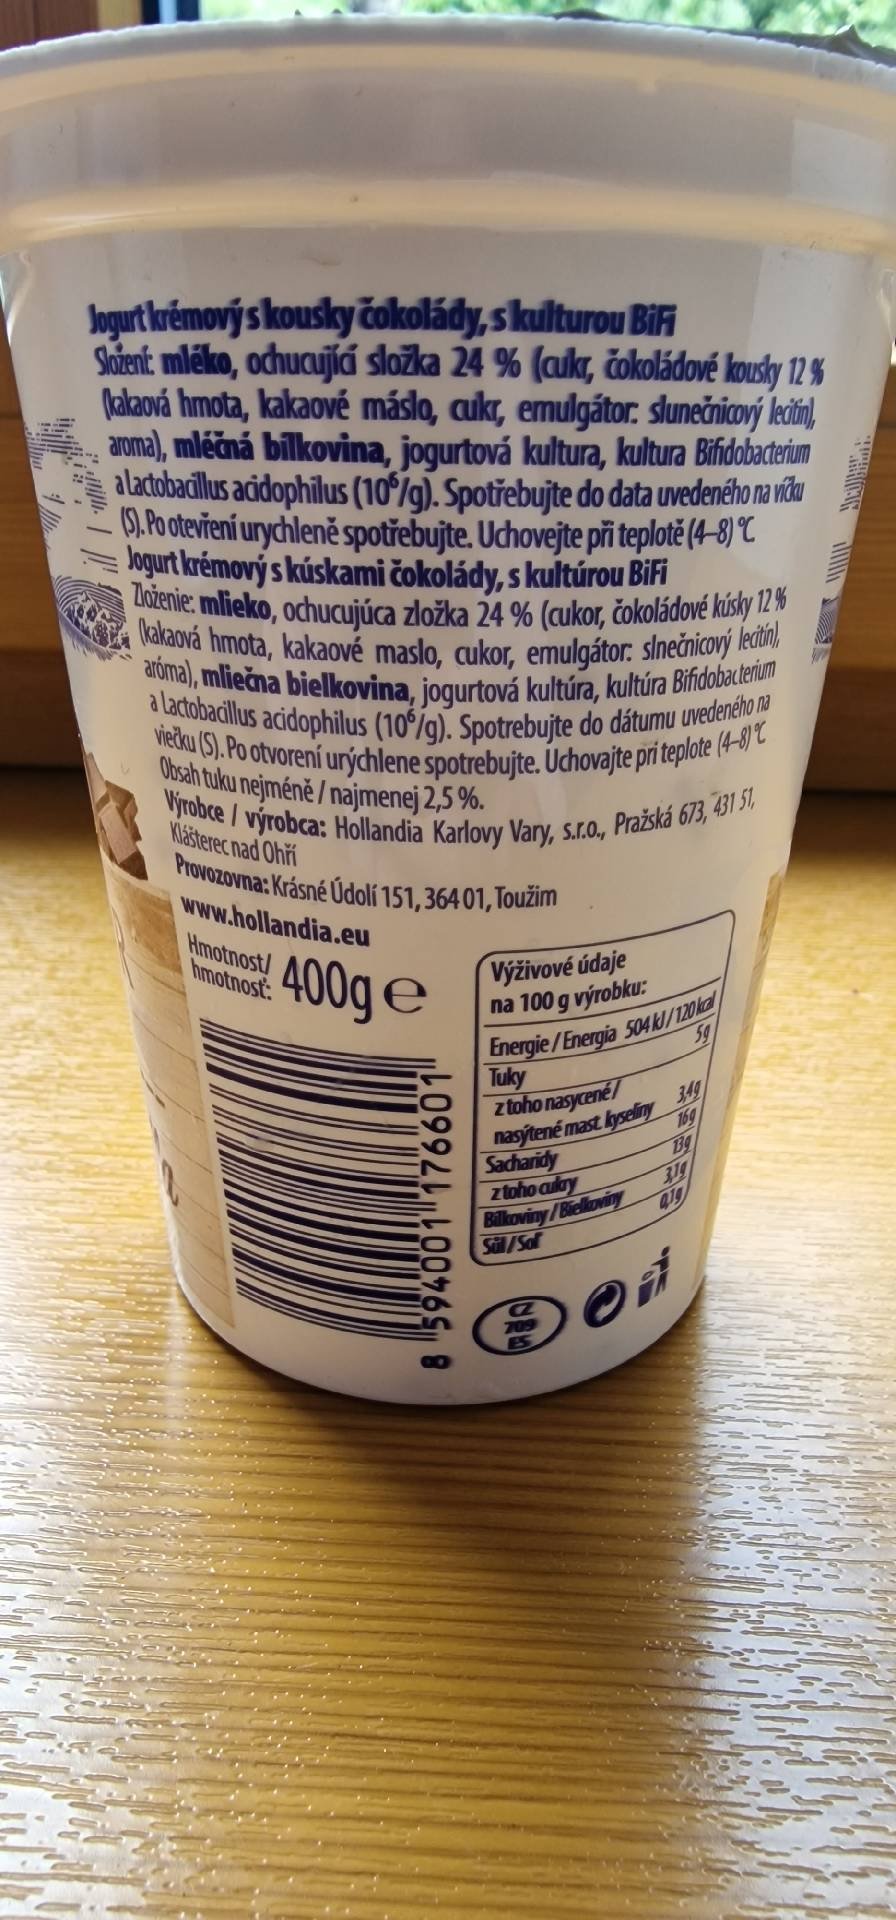 Jogurt krémový s kousky čokolády, s kulturou BiFi
Složení: mléko, ochucující složka 24 % (cukr, čokoládové kousky 12 %
(kakaová hmota, kakaové máslo, cukr, emulgátor: slunečnicový lecitin),
aroma), mléčná bílkovina, jogurtová kultura, kultura Bifidobacterium
a Lactobacillus acidophilus (10⁶/g). Spotřebujte do data uvedeného na víčku
(S). Po otevření urychleně spotřebujte. Uchovejte při teplotě (4–8) °C
Jogurt krémový s kúskami čokolády, s kultúrou BiFi
Zloženie: mlieko, ochucujúca zložka 24 % (cukor, čokoládové kúsky 12 %
(kakaová hmota, kakaové maslo, cukor, emulgátor: slnečnicový lecitín),
aróma), mliečna bielkovina, jogurtová kultúra, kultúra Bifidobacterium
a Lactobacillus acidophilus (10⁶/g). Spotrebujte do dátumu uvedeného na
viečku (S). Po otvorení urýchlene spotrebujte. Uchovajte pri teplote (4–8) °C
Obsah tuku nejméně / najmenej 2,5 %.
Výrobce / výrobca: Hollandia Karlovy Vary, s.r.o., Pražská 673, 431 51,
Klášterec nad Ohří
Provozovna: Krásné Údolí 151, 364 01, Toužim
www.hollandia.eu
Hmotnost/
hmotnosť: 400g e
Výživové údaje
na 100 g výrobku:
Energie / Energia 504 kJ / 120 kcal
Tuky 5g
z toho nasycené /
nasýtené mast. kyseliny 3,4g
Sacharidy 16g
z toho cukry 13g
Bílkoviny / Bielkoviny 3,1g
Sůl / Soľ 0,1g
8 594001 176601
CZ
709
ES